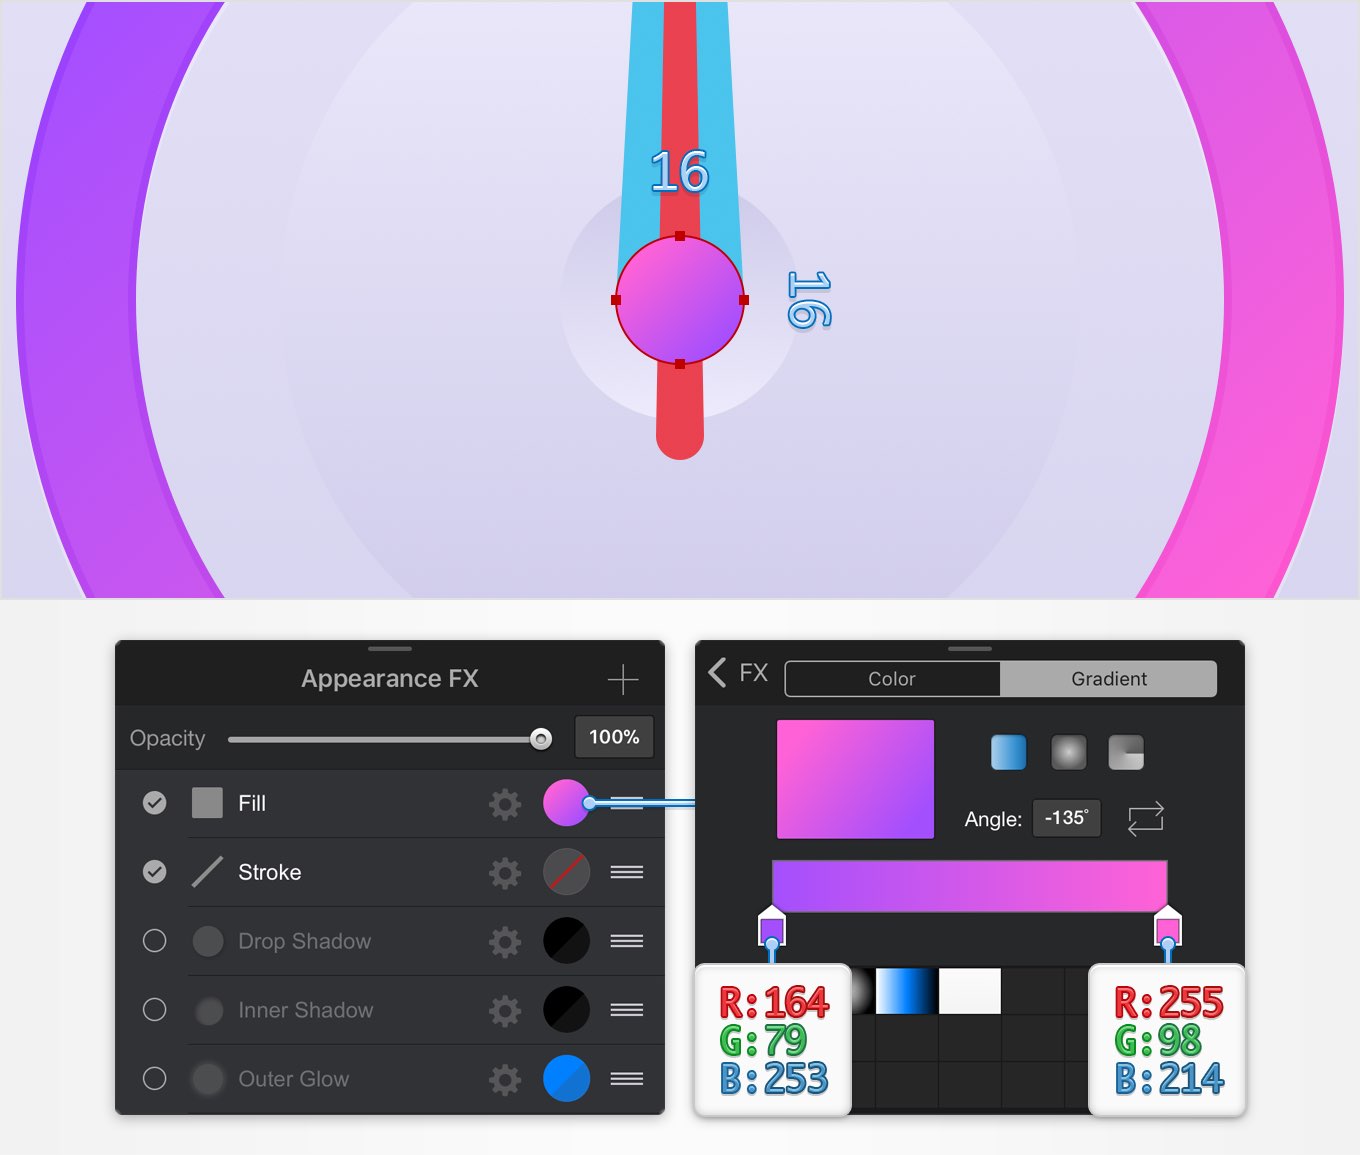 16
16
Appearance FX
Opacity
100%
Fill
Stroke
Drop Shadow
Inner Shadow
Outer Glow
FX
Color
Gradient
Angle:
-135°
R:164
G:79
B:253
R:255
G:98
B:214